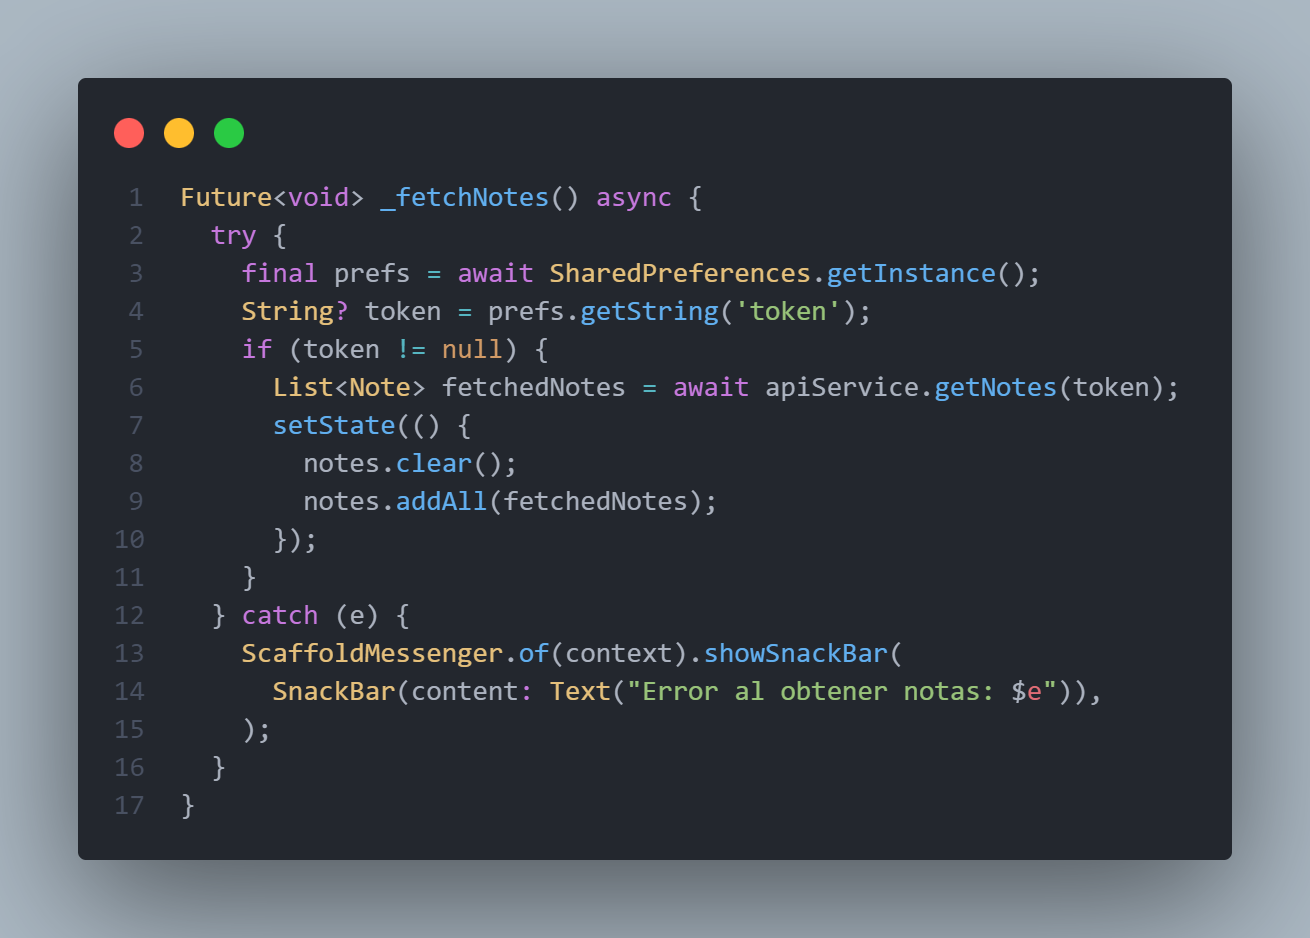 1 Future<void> _fetchNotes() async {
2   try {
3     final prefs = await SharedPreferences.getInstance();
4     String? token = prefs.getString('token');
5     if (token != null) {
6       List<Note> fetchedNotes = await apiService.getNotes(token);
7       setState(() {
8         notes.clear();
9         notes.addAll(fetchedNotes);
10       });
11     }
12   } catch (e) {
13     ScaffoldMessenger.of(context).showSnackBar(
14       SnackBar(content: Text("Error al obtener notas: $e")),
15     );
16   }
17 }